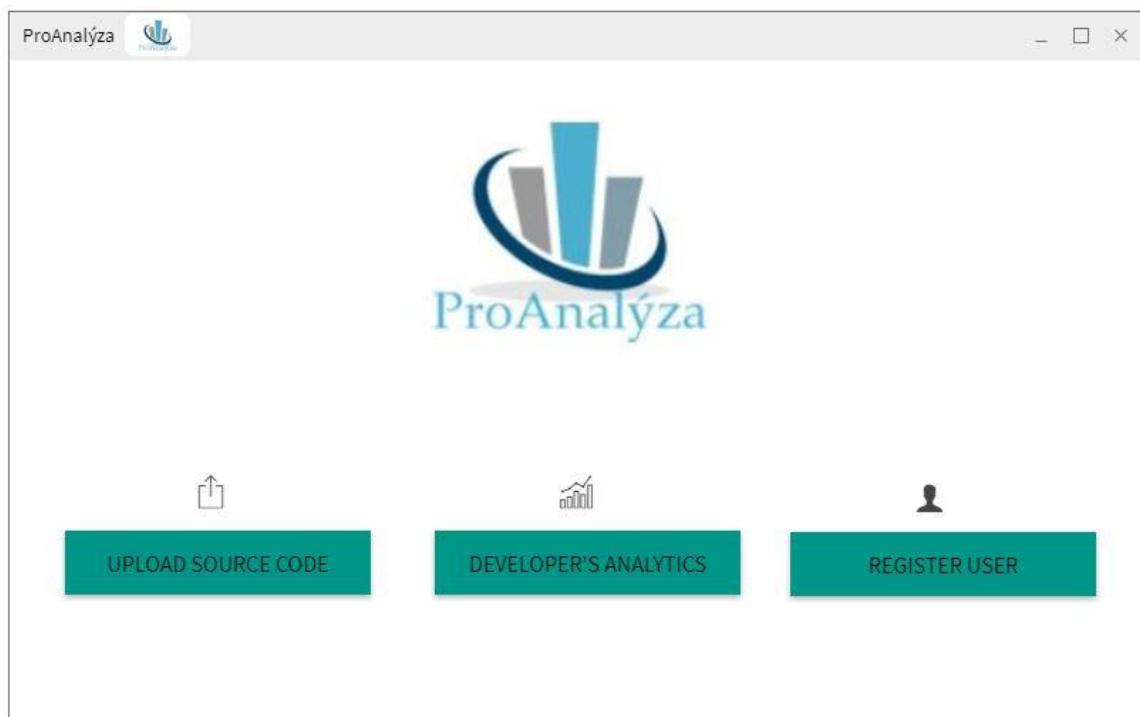 ProAnalýza
ProAnalýza
UPLOAD SOURCE CODE
DEVELOPER'S ANALYTICS
REGISTER USER